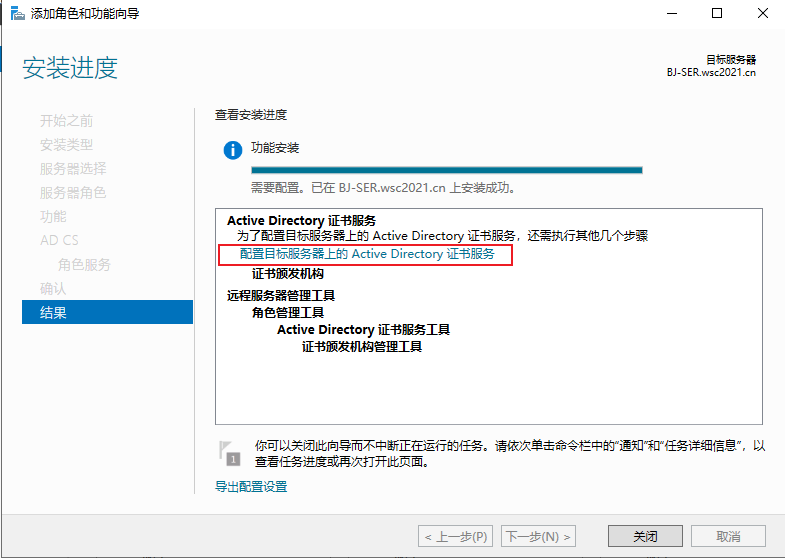 添加角色和功能向导
安装进度
目标服务器
BJ-SER.wsc2021.cn
开始之前
安装类型
服务器选择
服务器角色
功能
AD CS
角色服务
确认
结果
查看安装进度
功能安装
需要配置。已在 BJ-SER.wsc2021.cn 上安装成功。
Active Directory 证书服务
为了配置目标服务器上的 Active Directory 证书服务，还需执行其他几个步骤
配置目标服务器上的 Active Directory 证书服务
证书颁发机构
远程服务器管理工具
角色管理工具
Active Directory 证书服务工具
证书颁发机构管理工具
1
你可以关闭此向导而不中断正在运行的任务。请依次单击命令栏中的"通知"和"任务详细信息"，以
查看任务进度或再次打开此页面。
导出配置设置
< 上一步(P)
下一步(N) >
关闭
取消